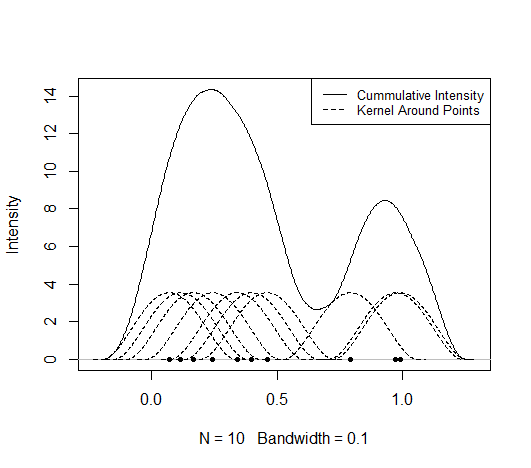 Cummulative Intensity
Kernel Around Points
Intensity
14
12
10
8
6
4
2
0
0.0 0.5 1.0
N = 10 Bandwidth = 0.1